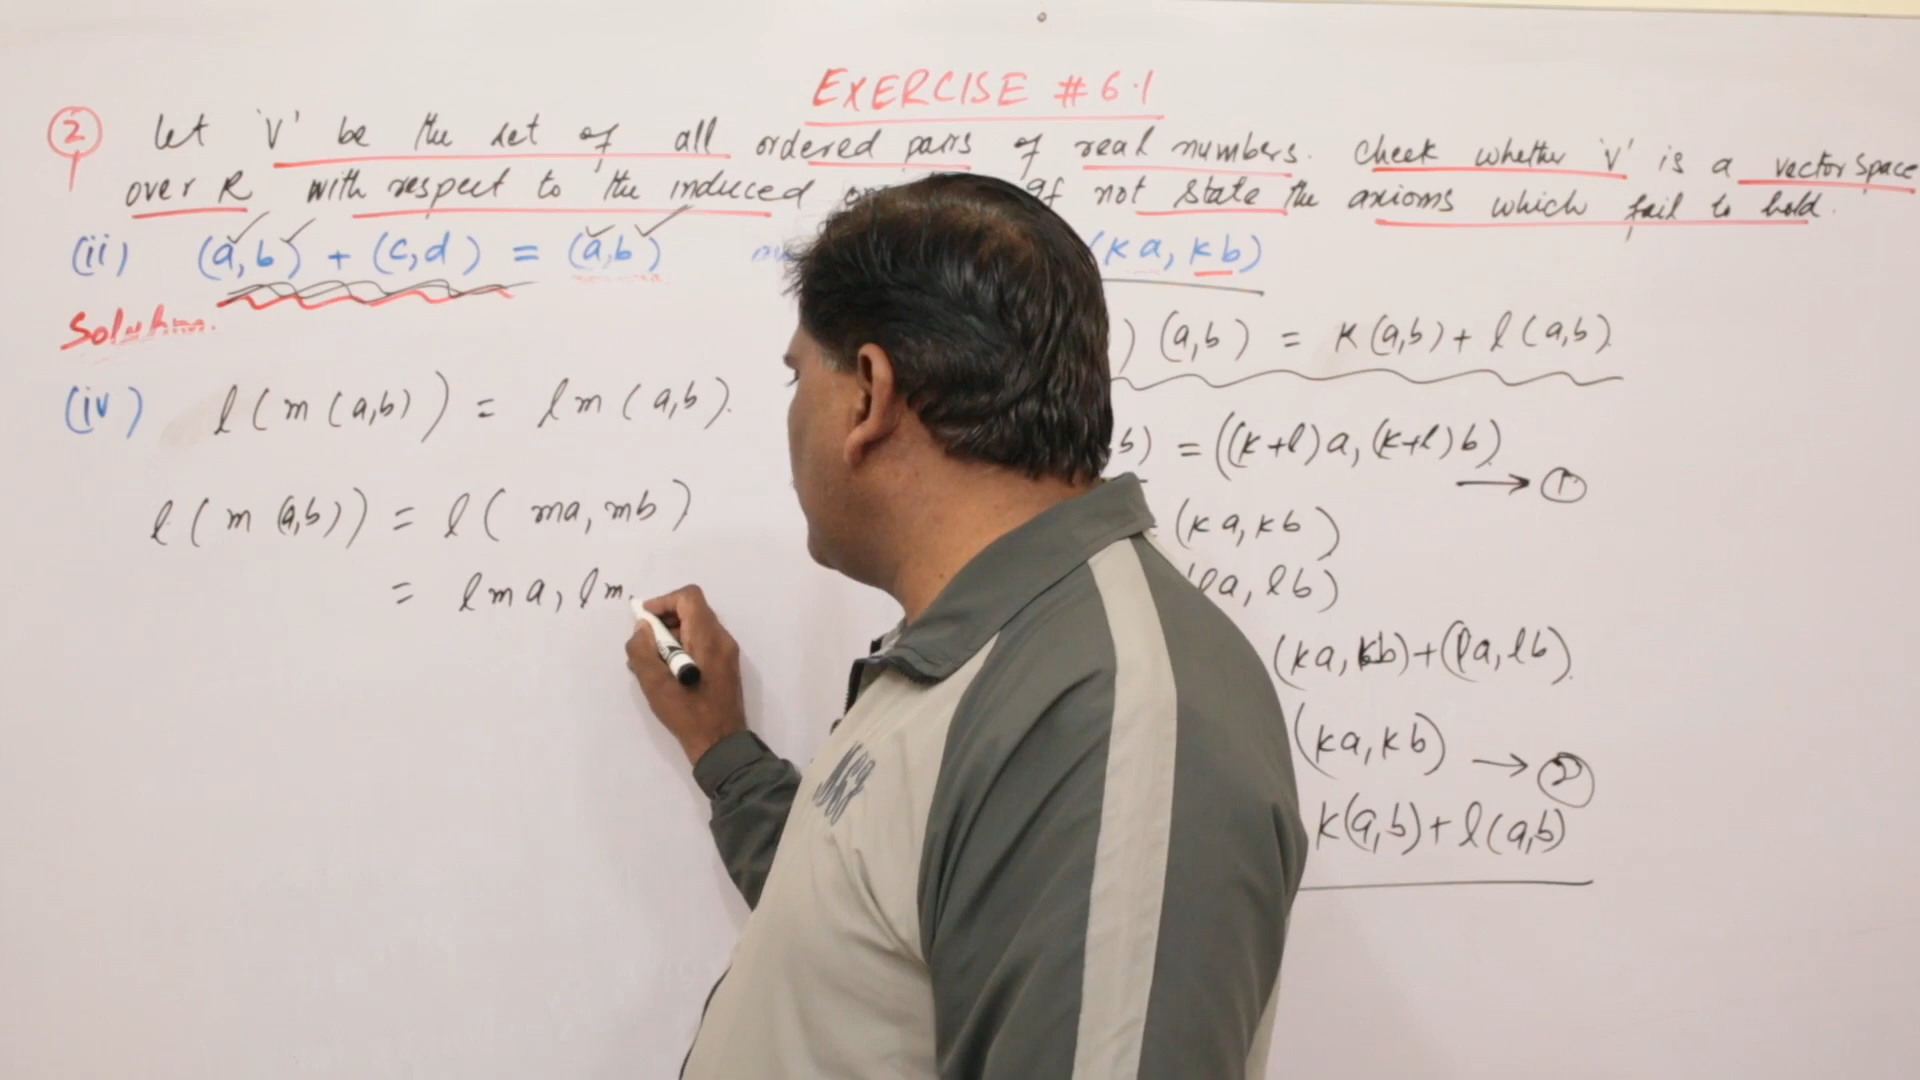 EXERCISE # 6.1
② Let 'V' be the set of all ordered pairs of real numbers. Check whether 'V' is a vector space
over R with respect to the induced If not state the axioms which fail to hold.
(ii) (a,b) + (c,d) = (a,b) (ka, kb)
Solution.
(iv) l(m(a,b)) = lm(a,b).
l(m(a,b)) = l(ma, mb)
= lma, lm
) (a,b) = K(a,b) + l(a,b)
b) = ((k+l)a, (k+l)b) → ①
(ka, kb)
la, lb)
(ka, kb) + (la, lb).
(ka, kb) → ②
k(a,b) + l(a,b)